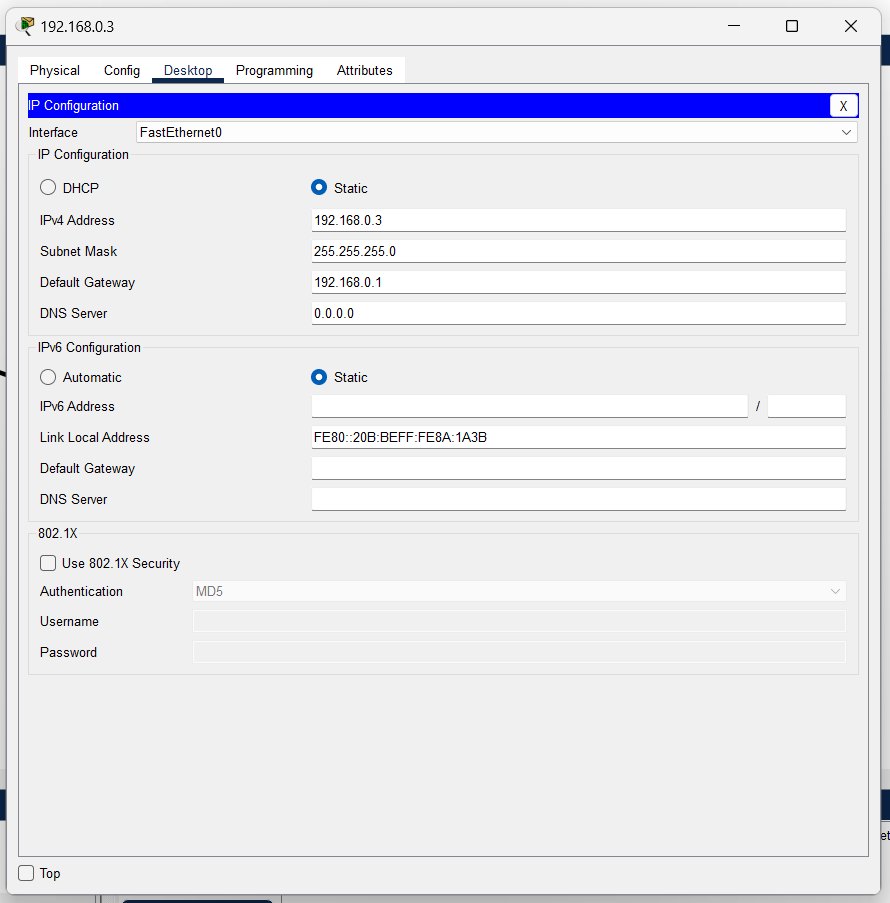 192.168.0.3
Physical Config Desktop Programming Attributes
IP Configuration X
Interface FastEthernet0
IP Configuration
DHCP Static
IPv4 Address 192.168.0.3
Subnet Mask 255.255.255.0
Default Gateway 192.168.0.1
DNS Server 0.0.0.0
IPv6 Configuration
Automatic Static
IPv6 Address /
Link Local Address FE80::20B:BEFF:FE8A:1A3B
Default Gateway
DNS Server
802.1X
Use 802.1X Security
Authentication MD5
Username
Password
Top